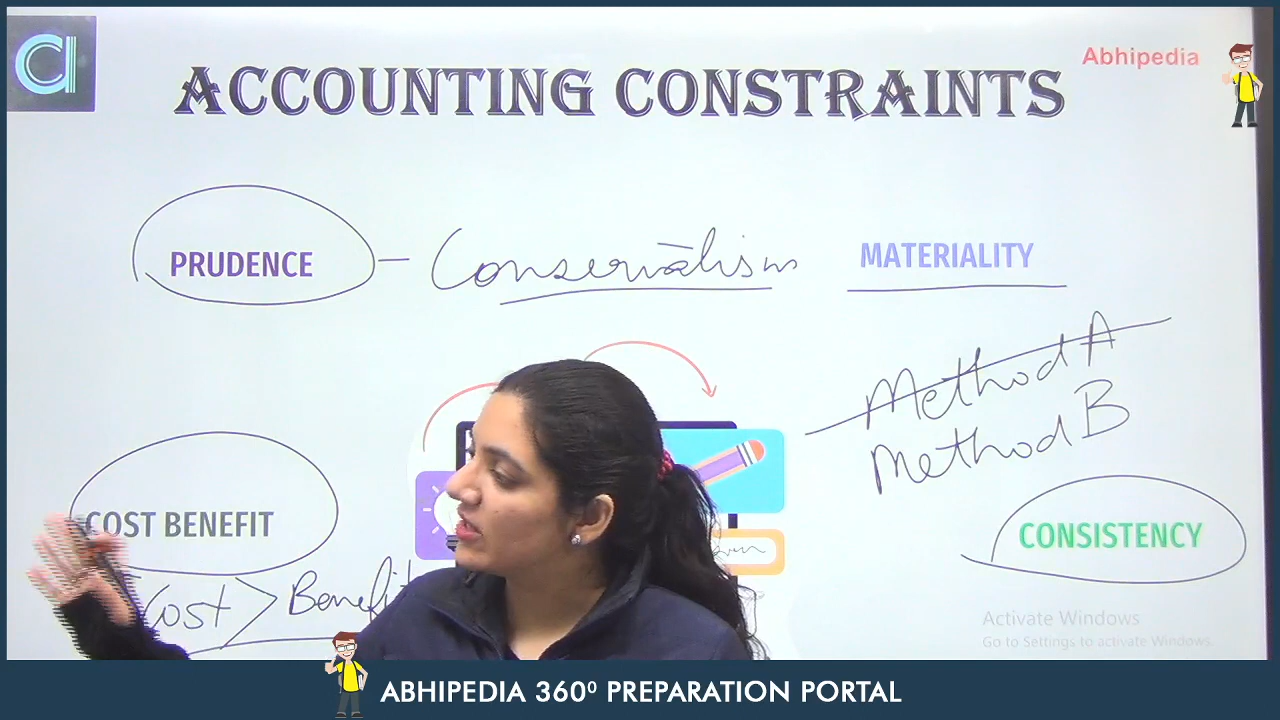 Abhipedia
ACCOUNTING CONSTRAINTS
PRUDENCE - Conservatism
MATERIALITY
Method A
Method B
COST BENEFIT
Cost > Benefit
CONSISTENCY
Activate Windows
Go to Settings to activate Windows.
ABHIPEDIA 360⁰ PREPARATION PORTAL